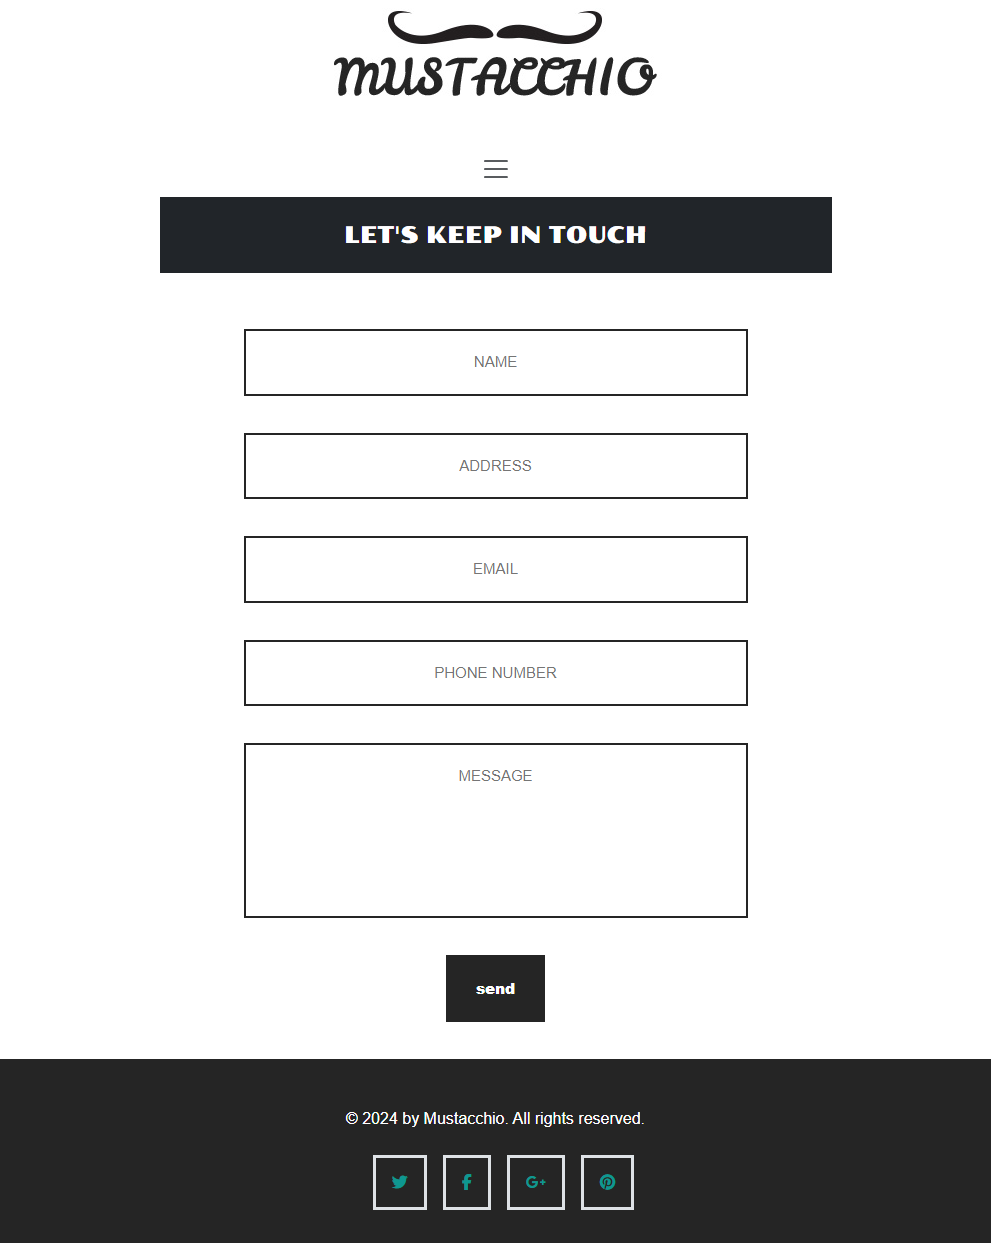 MUSTACCHIO
LET'S KEEP IN TOUCH
NAME
ADDRESS
EMAIL
PHONE NUMBER
MESSAGE
send
© 2024 by Mustacchio. All rights reserved.